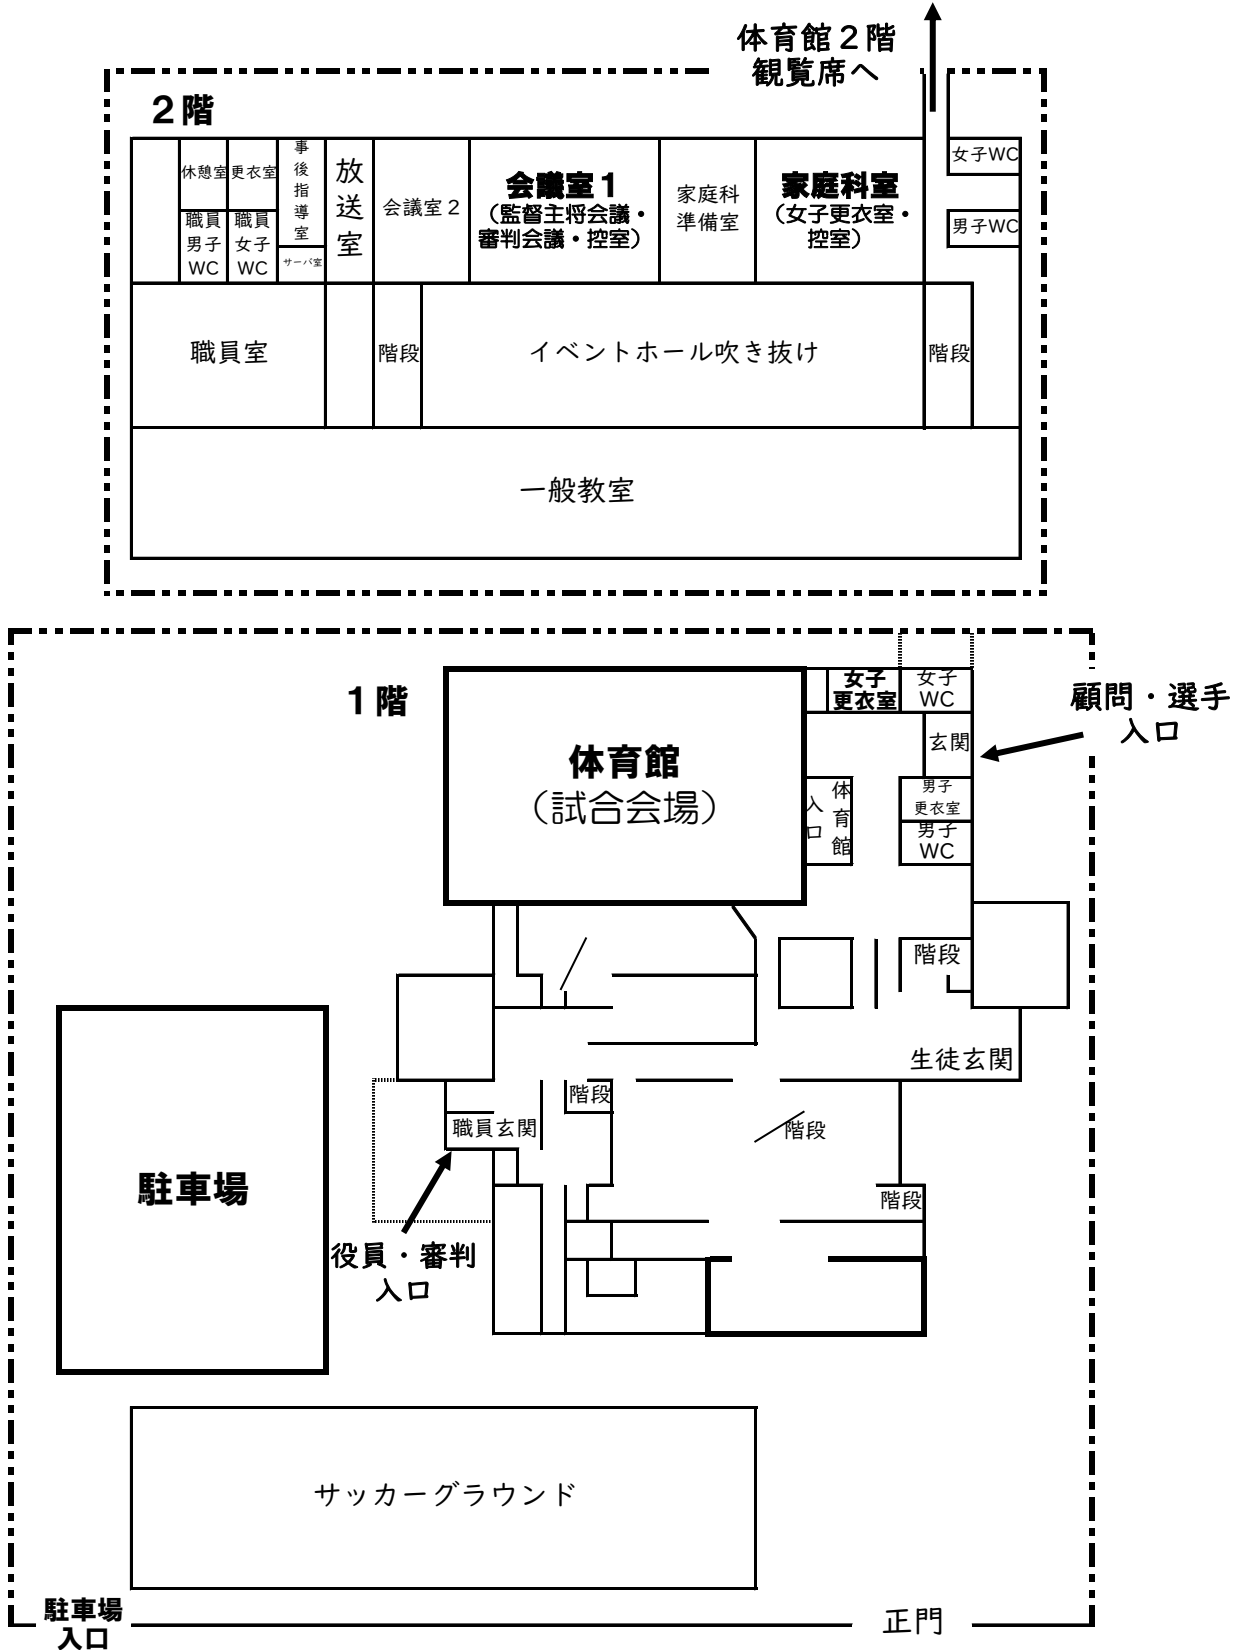 体育館２階
観覧席へ
２階
休憩室
更衣室
事後指導室
放送室
会議室２
会議室１
（監督主将会議・
審判会議・控室）
家庭科
準備室
家庭科室
（女子更衣室・
控室）
女子WC
男子WC
職員
男子
WC
職員
女子
WC
サーバ室
職員室
階段
イベントホール吹き抜け
階段
一般教室
１階
体育館
（試合会場）
女子
更衣室
女子
WC
顧問・選手
入口
玄関
体育館
入口
男子
更衣室
男子
WC
階段
生徒玄関
階段
職員玄関
階段
駐車場
階段
役員・審判
入口
サッカーグラウンド
駐車場
入口
正門